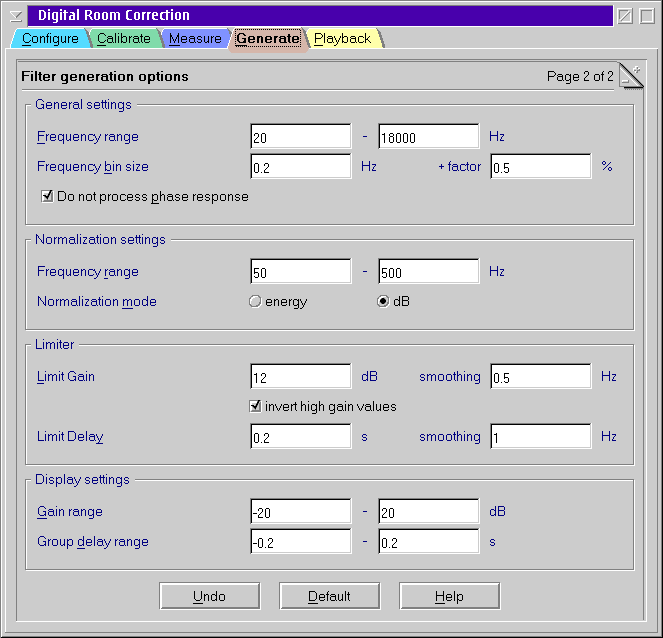 Digital Room Correction
Configure Calibrate Measure Generate Playback
Filter generation options Page 2 of 2
General settings
Frequency range 20 - 18000 Hz
Frequency bin size 0.2 Hz + factor 0.5 %
Do not process phase response
Normalization settings
Frequency range 50 - 500 Hz
Normalization mode energy dB
Limiter
Limit Gain 12 dB smoothing 0.5 Hz
invert high gain values
Limit Delay 0.2 s smoothing 1 Hz
Display settings
Gain range -20 - 20 dB
Group delay range -0.2 - 0.2 s
Undo Default Help